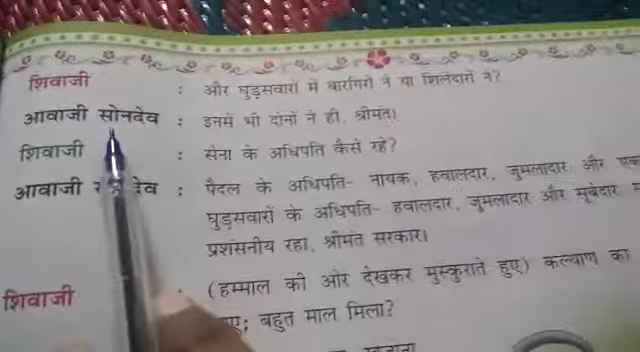 शिवाजी : और घुड़सवारों में बारगिरों ने या शिलेदारों ने?
आवाजी सोनदेव : इनमें भी दोनों ने ही, श्रीमंत।
शिवाजी : सेना के अधिपति कैसे रहे?
आवाजी देव : पैदल के अधिपति- नायक, हवालदार, जुमलादार और एक
घुड़सवारों के अधिपति- हवालदार, जुमलादार और सूबेदार
प्रशंसनीय रहा, श्रीमंत सरकार।
शिवाजी : (हम्माल की ओर देखकर मुस्कुराते हुए) कल्याण का
बहुत माल मिला?